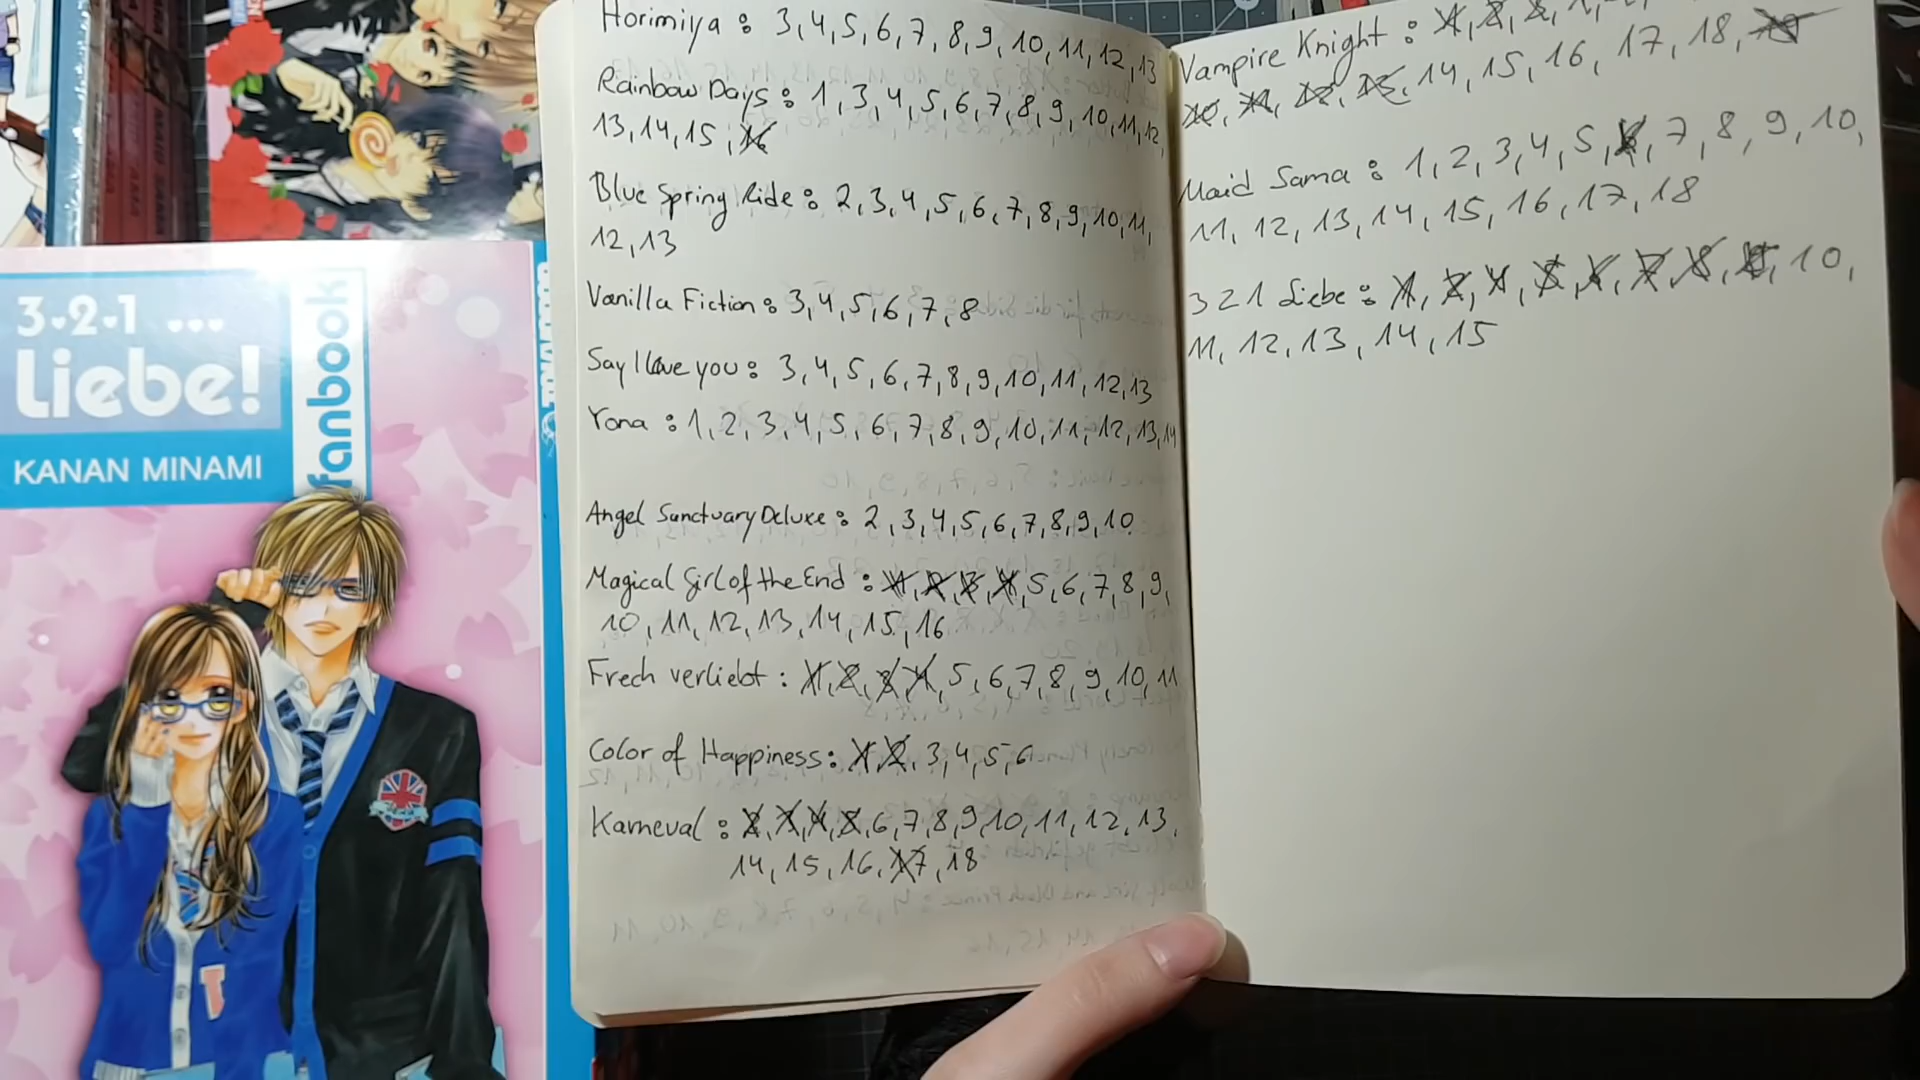 3·2·1 ...
Liebe!
fanbook
KANAN MINAMI
Horimiya : 3,4,5,6,7,8,9,10,11,12,13
Rainbow Days : 1,3,4,5,6,7,8,9,10,11,12,
13,14,15,16
Blue Spring Ride : 2,3,4,5,6,7,8,9,10,11,
12,13
Vanilla Fiction : 3,4,5,6,7,8
Say I love you : 3,4,5,6,7,8,9,10,11,12,13
Yona : 1,2,3,4,5,6,7,8,9,10,11,12,13,14
Angel Sanctuary Deluxe : 2,3,4,5,6,7,8,9,10
Magical Girl of the End : 1,2,3,4,5,6,7,8,9,
10,11,12,13,14,15,16
Frech verliebt : 1,2,3,4,5,6,7,8,9,10,11
Color of Happiness : 1,2,3,4,5,6
Karneval : 2,3,4,5,6,7,8,9,10,11,12,13,
14,15,16,17,18
Vampire Knight : 1,2,
10,11,12,13,14,15,16,17,18,19
Maid Sama : 1,2,3,4,5,6,7,8,9,10,
11,12,13,14,15,16,17,18
3 2 1 Liebe : 1,2,4,5,6,7,8,9,10,
11,12,13,14,15